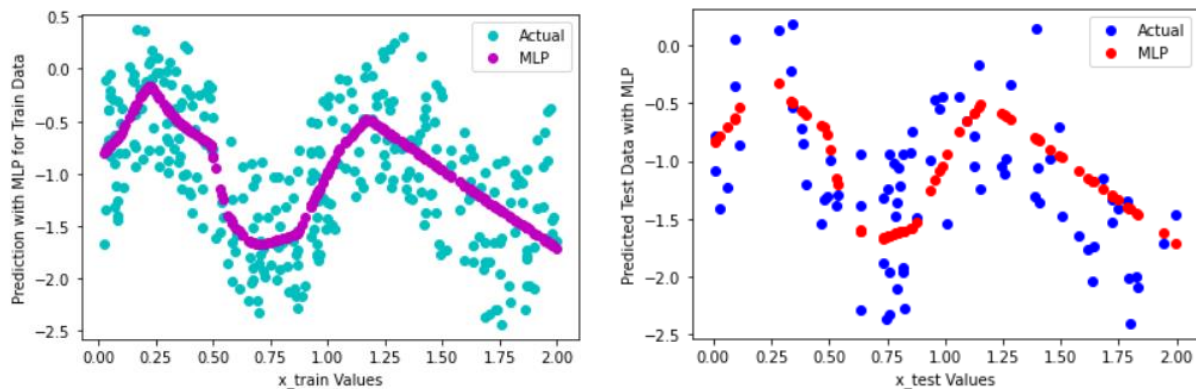 Prediction with MLP for Train Data
0.5
0.0
−0.5
−1.0
−1.5
−2.0
−2.5
Actual
MLP
0.00 0.25 0.50 0.75 1.00 1.25 1.50 1.75 2.00
x_train Values
Predicted Test Data with MLP
0.0
−0.5
−1.0
−1.5
−2.0
−2.5
Actual
MLP
0.00 0.25 0.50 0.75 1.00 1.25 1.50 1.75 2.00
x_test Values